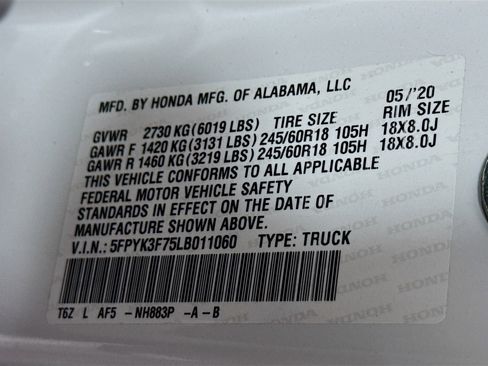 MFD. BY HONDA MFG. OF ALABAMA, LLC 05/'20
GVWR 2730 KG(6019 LBS) TIRE SIZE RIM SIZE
GAWR F 1420 KG(3131 LBS) 245/60R18 105H 18X8.0J
GAWR R 1460 KG(3219 LBS) 245/60R18 105H 18X8.0J
THIS VEHICLE CONFORMS TO ALL APPLICABLE
FEDERAL MOTOR VEHICLE SAFETY
STANDARDS IN EFFECT ON THE DATE OF
MANUFACTURE SHOWN ABOVE.
V.I.N.: 5FPYK3F75LB011060 TYPE: TRUCK
T6Z L AF5 -NH883P -A-B